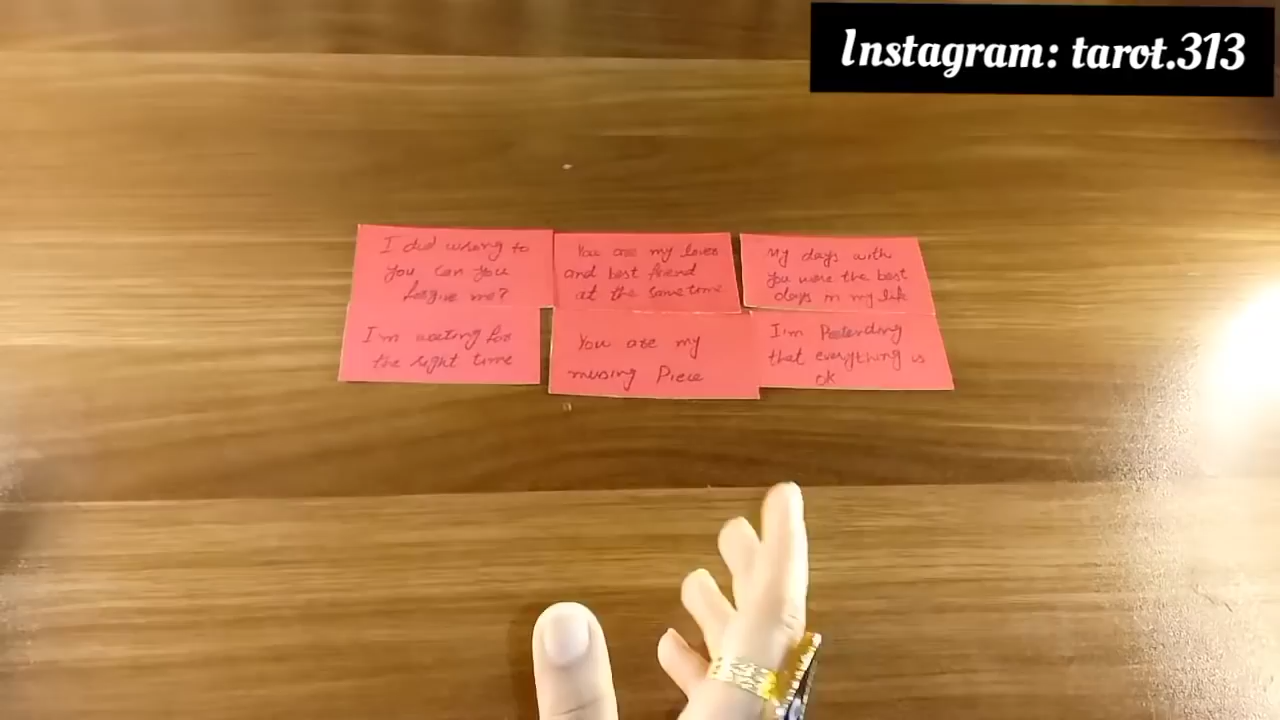 Instagram: tarot.313
I did wrong to
you can you
forgive me?
You are my lover
and best friend
at the same time
My days with
you were the best
days in my life
I'm waiting for
the right time
You are my
missing Piece
I'm Pretending
that everything is
ok